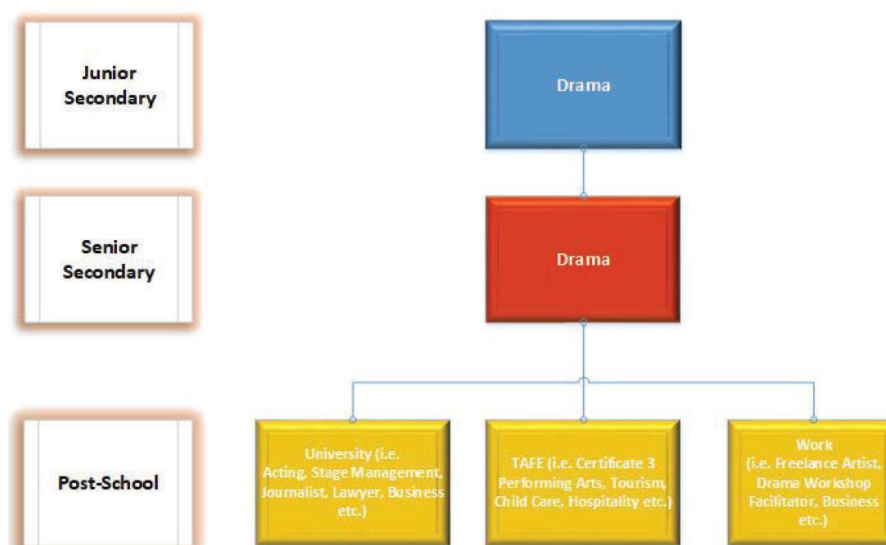 Junior
Secondary
Drama
Senior
Secondary
Drama
Post-School
University (i.e.
Acting, Stage Management,
Journalist, Lawyer, Business
etc.)
TAFE (i.e. Certificate 3
Performing Arts, Tourism,
Child Care, Hospitality etc.)
Work
(i.e. Freelance Artist,
Drama Workshop
Facilitator, Business
etc.)